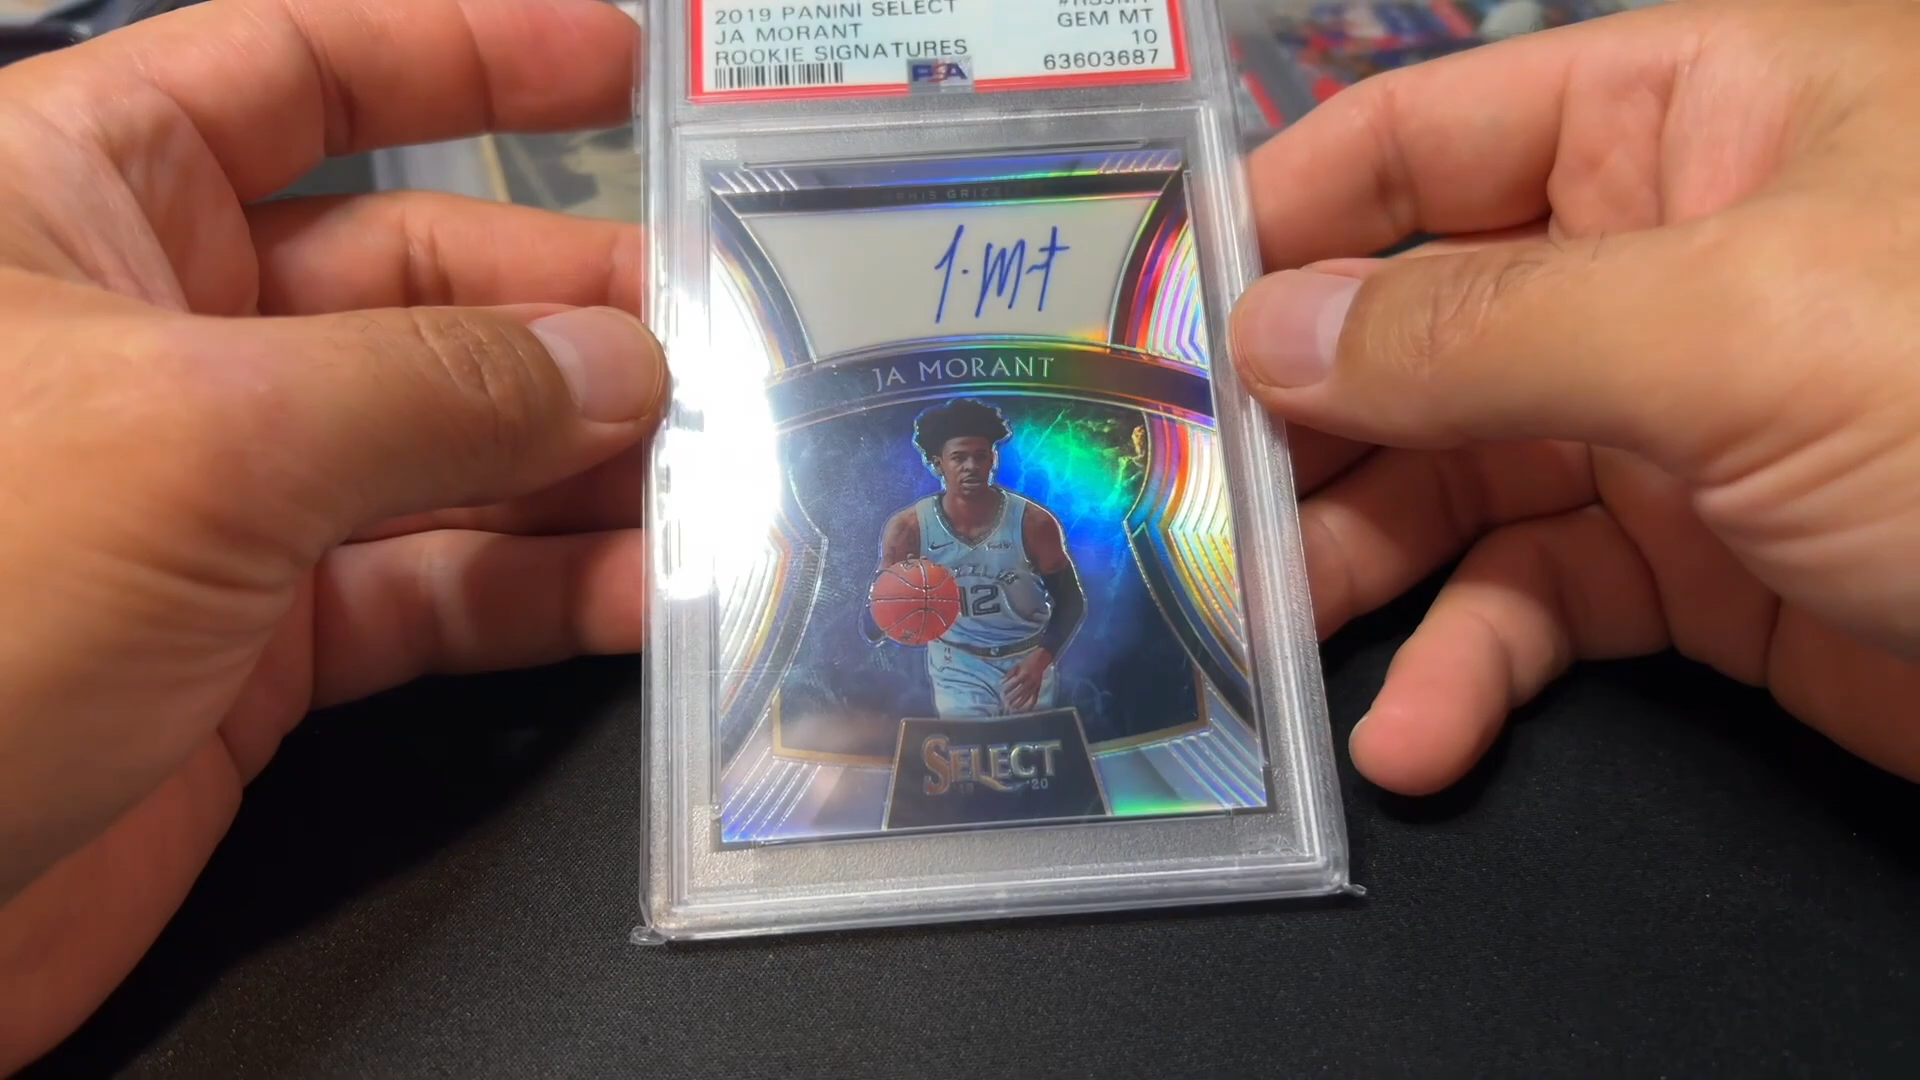 2019 PANINI SELECT
JA MORANT
GEM MT
ROOKIE SIGNATURES
10
PSA
63603687
J. M-t
JA MORANT
12
SELECT
'20